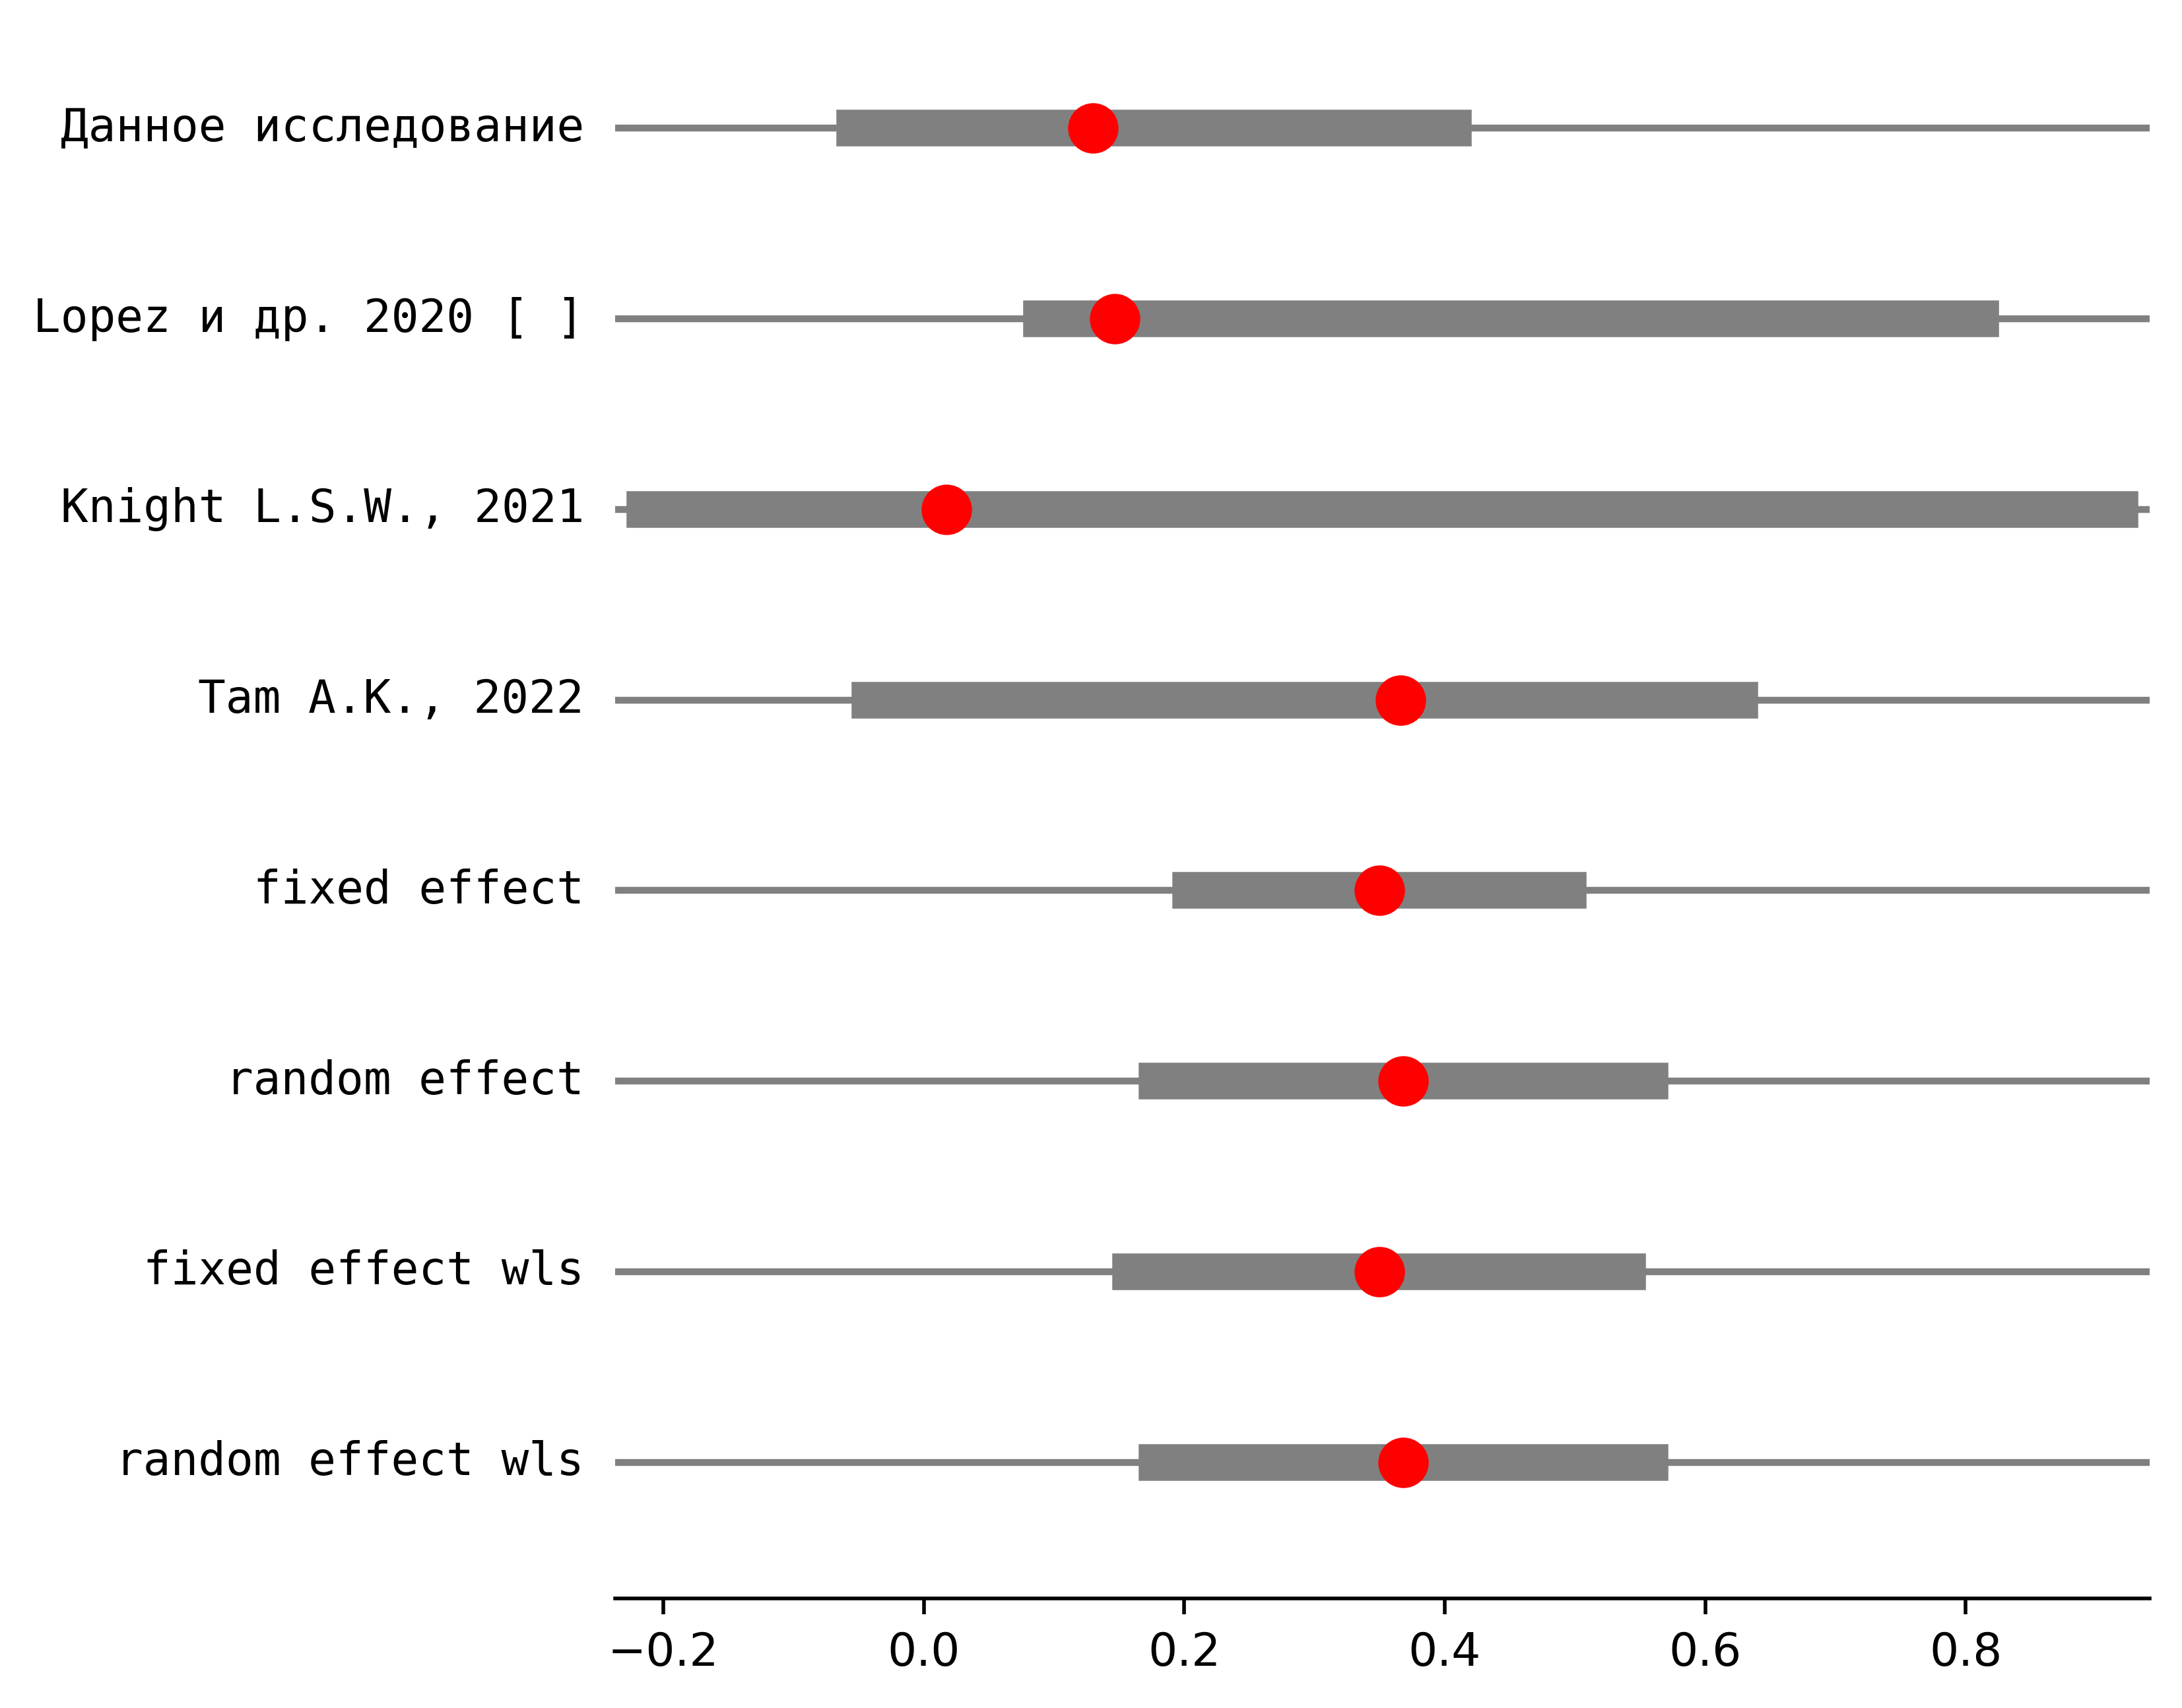 Данное исследование
Lopez и др. 2020 [ ]
Knight L.S.W., 2021
Tam A.K., 2022
fixed effect
random effect
fixed effect wls
random effect wls
−0.2 0.0 0.2 0.4 0.6 0.8